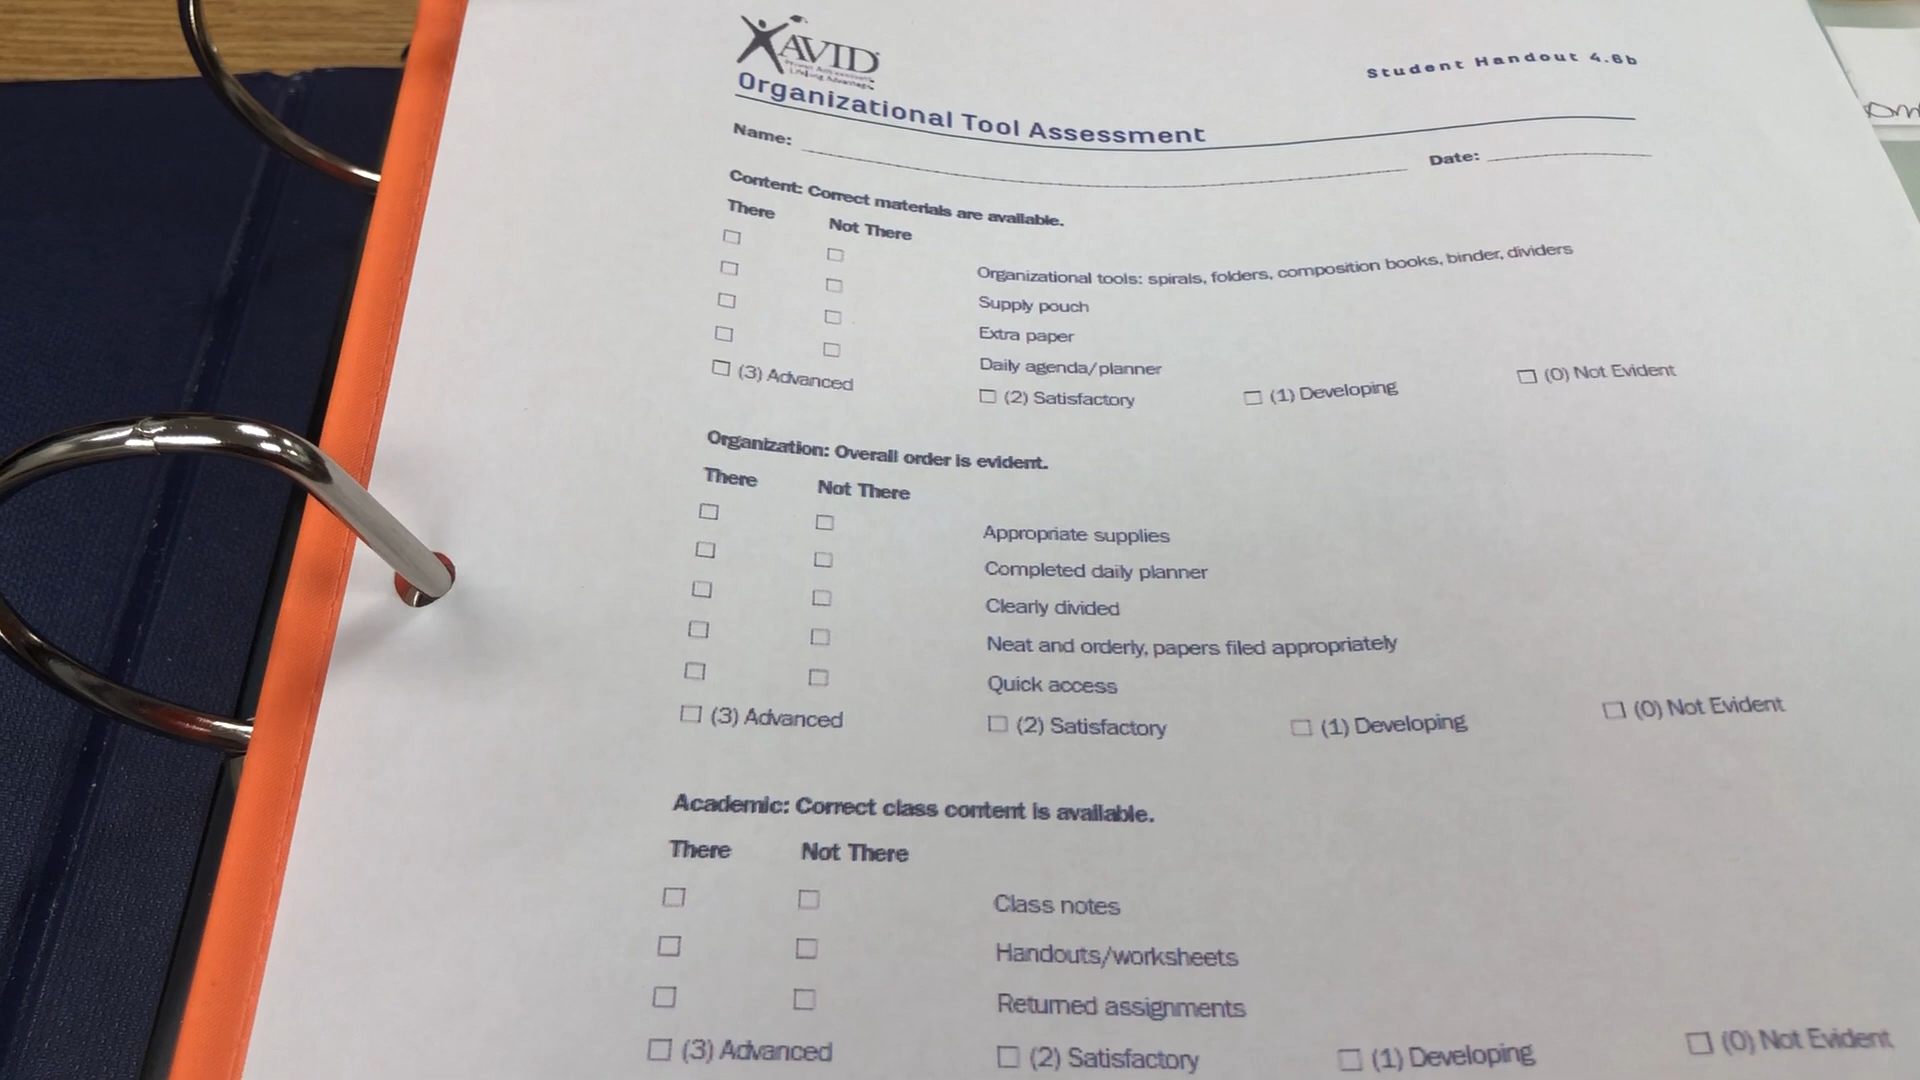 AVID
Student Handout 4.6b
Organizational Tool Assessment
Name: Date:
Content: Correct materials are available.
There Not There
Organizational tools: spirals, folders, composition books, binder, dividers
Supply pouch
Extra paper
Daily agenda/planner
(3) Advanced (2) Satisfactory (1) Developing (0) Not Evident
Organization: Overall order is evident.
There Not There
Appropriate supplies
Completed daily planner
Clearly divided
Neat and orderly, papers filed appropriately
Quick access
(3) Advanced (2) Satisfactory (1) Developing (0) Not Evident
Academic: Correct class content is available.
There Not There
Class notes
Handouts/worksheets
Returned assignments
(3) Advanced (2) Satisfactory (1) Developing (0) Not Evident